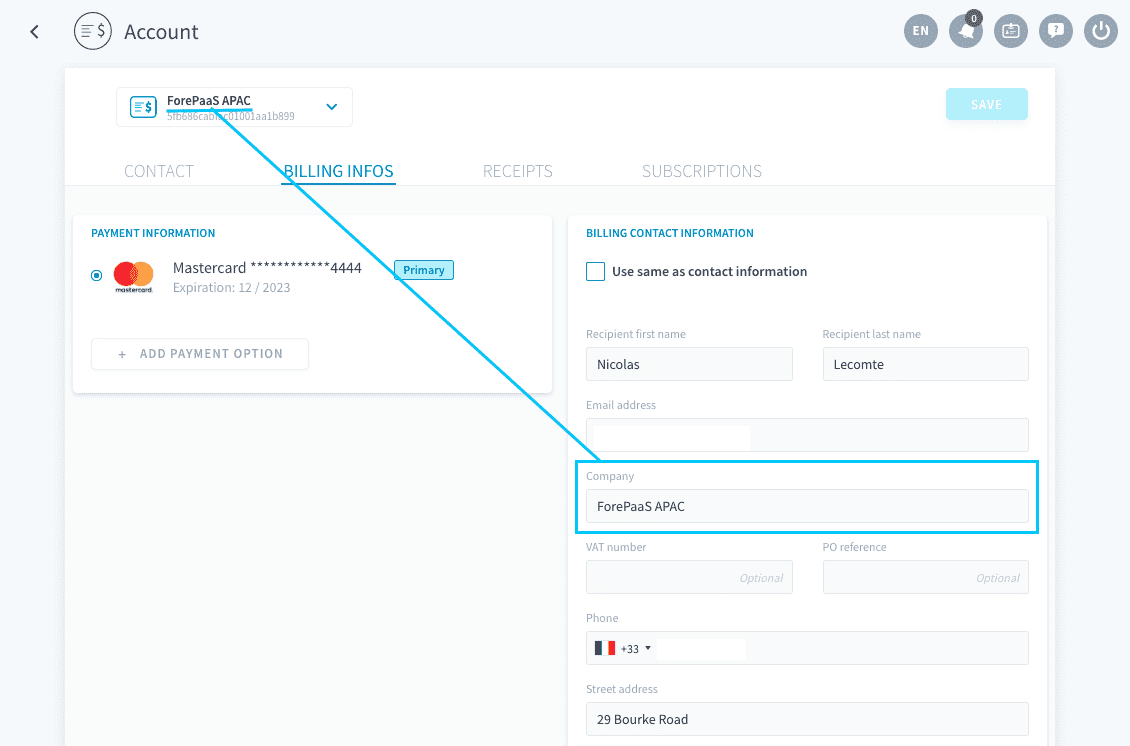 Account
EN
0
ForePaaS APAC
SAVE
CONTACT BILLING INFOS RECEIPTS SUBSCRIPTIONS
PAYMENT INFORMATION
mastercard.
Mastercard ************4444
Primary
Expiration: 12 / 2023
+ ADD PAYMENT OPTION
BILLING CONTACT INFORMATION
Use same as contact information
Recipient first name Recipient last name
Nicolas Lecomte
Email address
Company
ForePaaS APAC
VAT number PO reference
Optional Optional
Phone
+33
Street address
29 Bourke Road